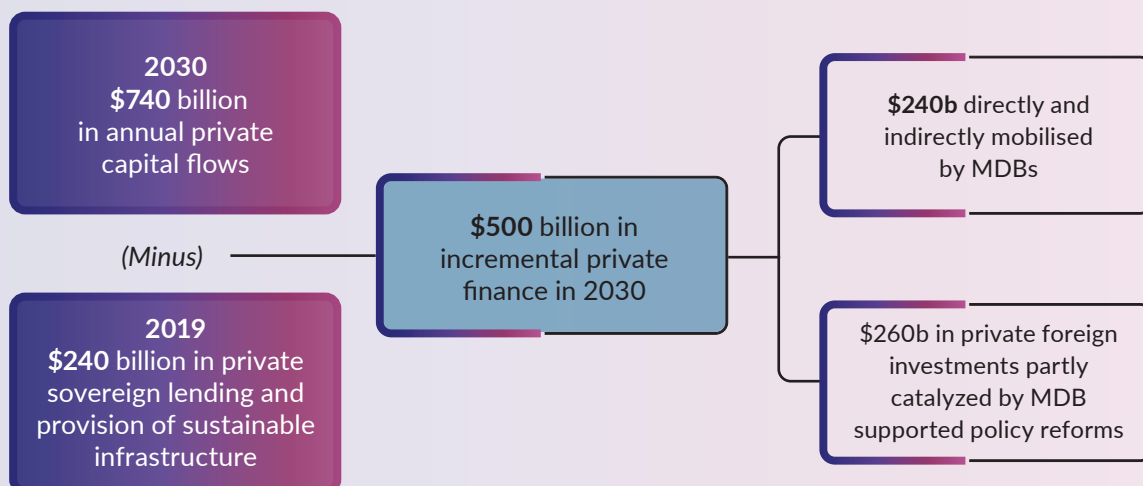 2030
$740 billion
in annual private
capital flows
(Minus)
2019
$240 billion in private
sovereign lending and
provision of sustainable
infrastructure
$500 billion in
incremental private
finance in 2030
$240b directly and
indirectly mobilised
by MDBs
$260b in private foreign
investments partly
catalyzed by MDB
supported policy reforms